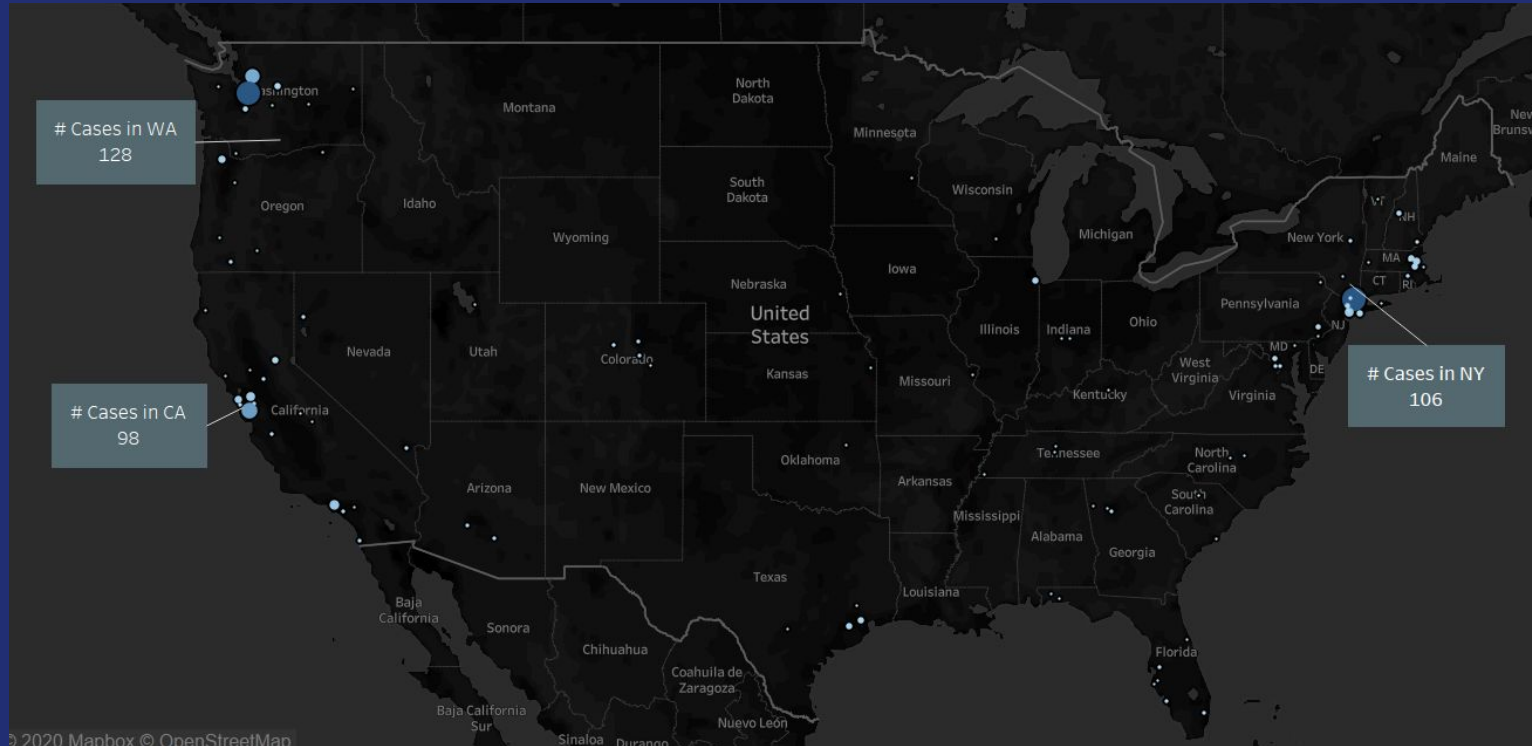 North
Dakota
Montana
Minnesota
New
Brunsw
Maine
# Cases in WA
128
ashington
South
Dakota
Wisconsin
Oregon
Idaho
Wyoming
Michigan
VT
NH
New York
MA
CT
RI
Iowa
Nebraska
Pennsylvania
United
States
NJ
Nevada
Utah
Colorado
Illinois
Indiana
Ohio
MD
DE
Kansas
Missouri
West
Virginia
Virginia
Kentucky
# Cases in NY
106
# Cases in CA
98
California
Oklahoma
Tennessee
North
Carolina
Arizona
New Mexico
Arkansas
South
Carolina
Mississippi
Alabama
Georgia
Texas
Louisiana
Baja
California
Sonora
Chihuahua
Florida
Coahuila de
Zaragoza
Baja California
Sur
Nuevo León
Sinaloa
Durango
© 2020 Mapbox © OpenStreetMap